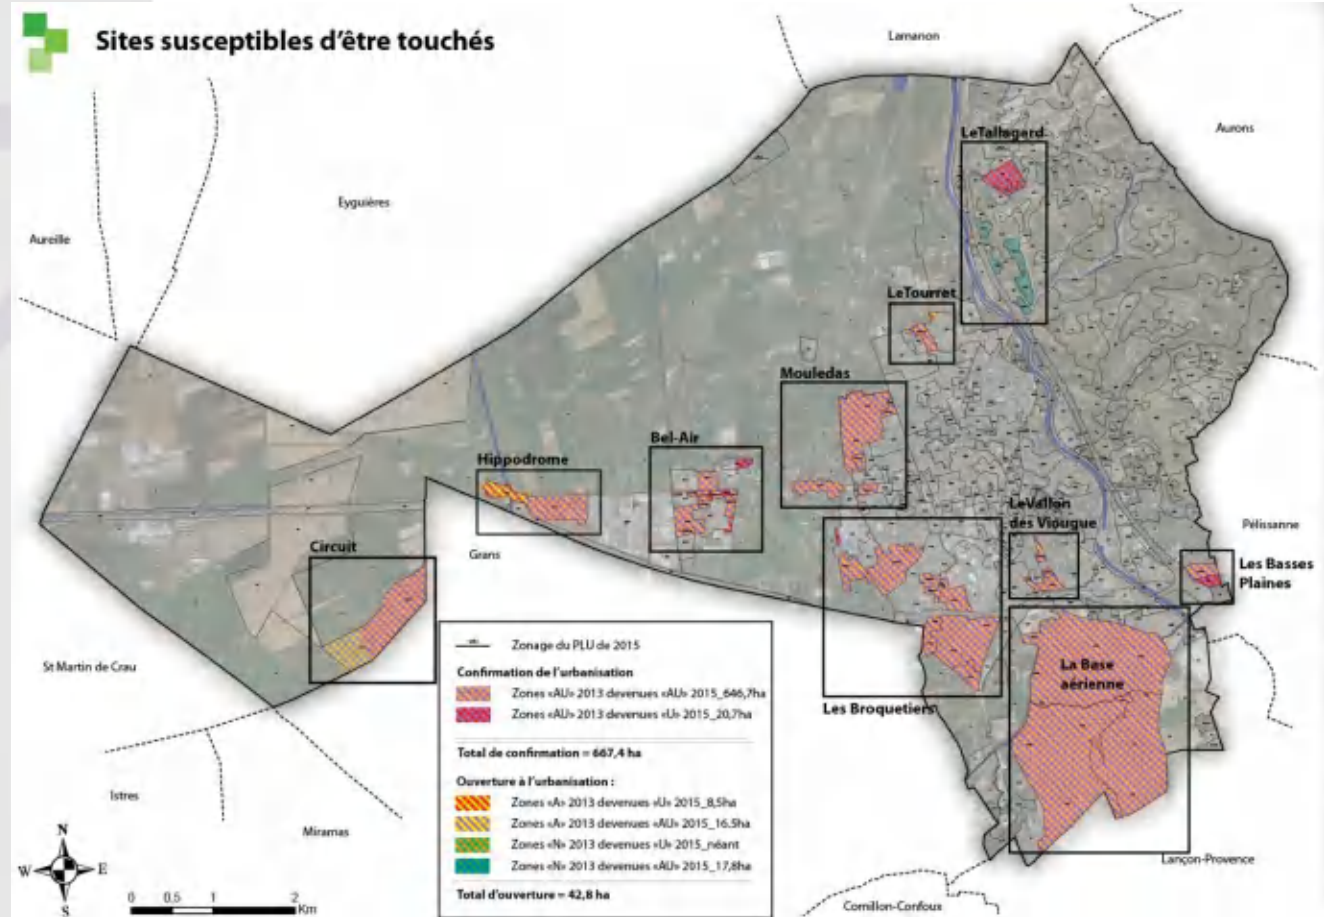 Sites susceptibles d'être touchés
Lamanon
Aurons
LeTallagard
Eyguières
Aureille
LeTourret
Mouledas
Bel-Air
Hippodrome
LeVallon
des Viougue
Pélissanne
Circuit
Grans
Les Basses
Plaines
St Martin de Crau
La Base
aérienne
Les Broquetiers
Zonage du PLU de 2015
Confirmation de l'urbanisation
Zones «AU» 2013 devenues «AU» 2015_646,7ha
Zones «AU» 2013 devenues «U» 2015_20,7ha
Total de confirmation = 667,4 ha
Ouverture à l'urbanisation :
Zones «A» 2013 devenues «U» 2015_8,5ha
Zones «A» 2013 devenues «AU» 2015_16.5ha
Zones «N» 2013 devenues «U» 2015_néant
Zones «N» 2013 devenues «AU» 2015_17,8ha
Total d'ouverture = 42,8 ha
Istres
Miramas
Lançon-Provence
Cornillon-Confoux
N
W E
S
0 0.5 1 2
Km